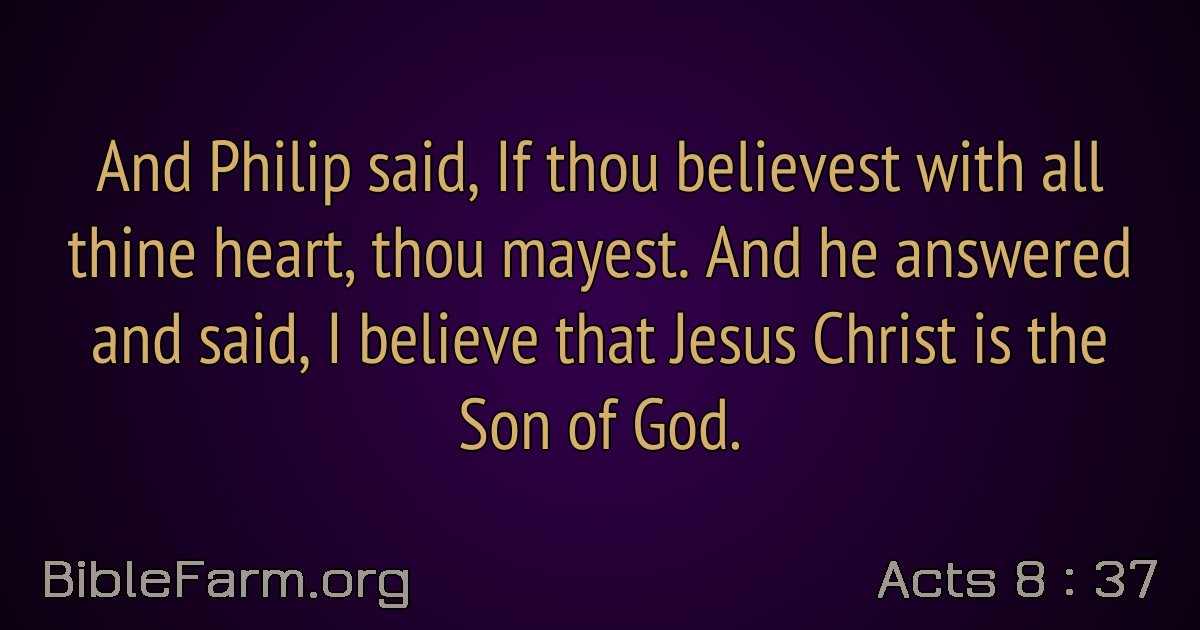 And Philip said, If thou believest with all
thine heart, thou mayest. And he answered
and said, I believe that Jesus Christ is the
Son of God.
BibleFarm.org
Acts 8 : 37